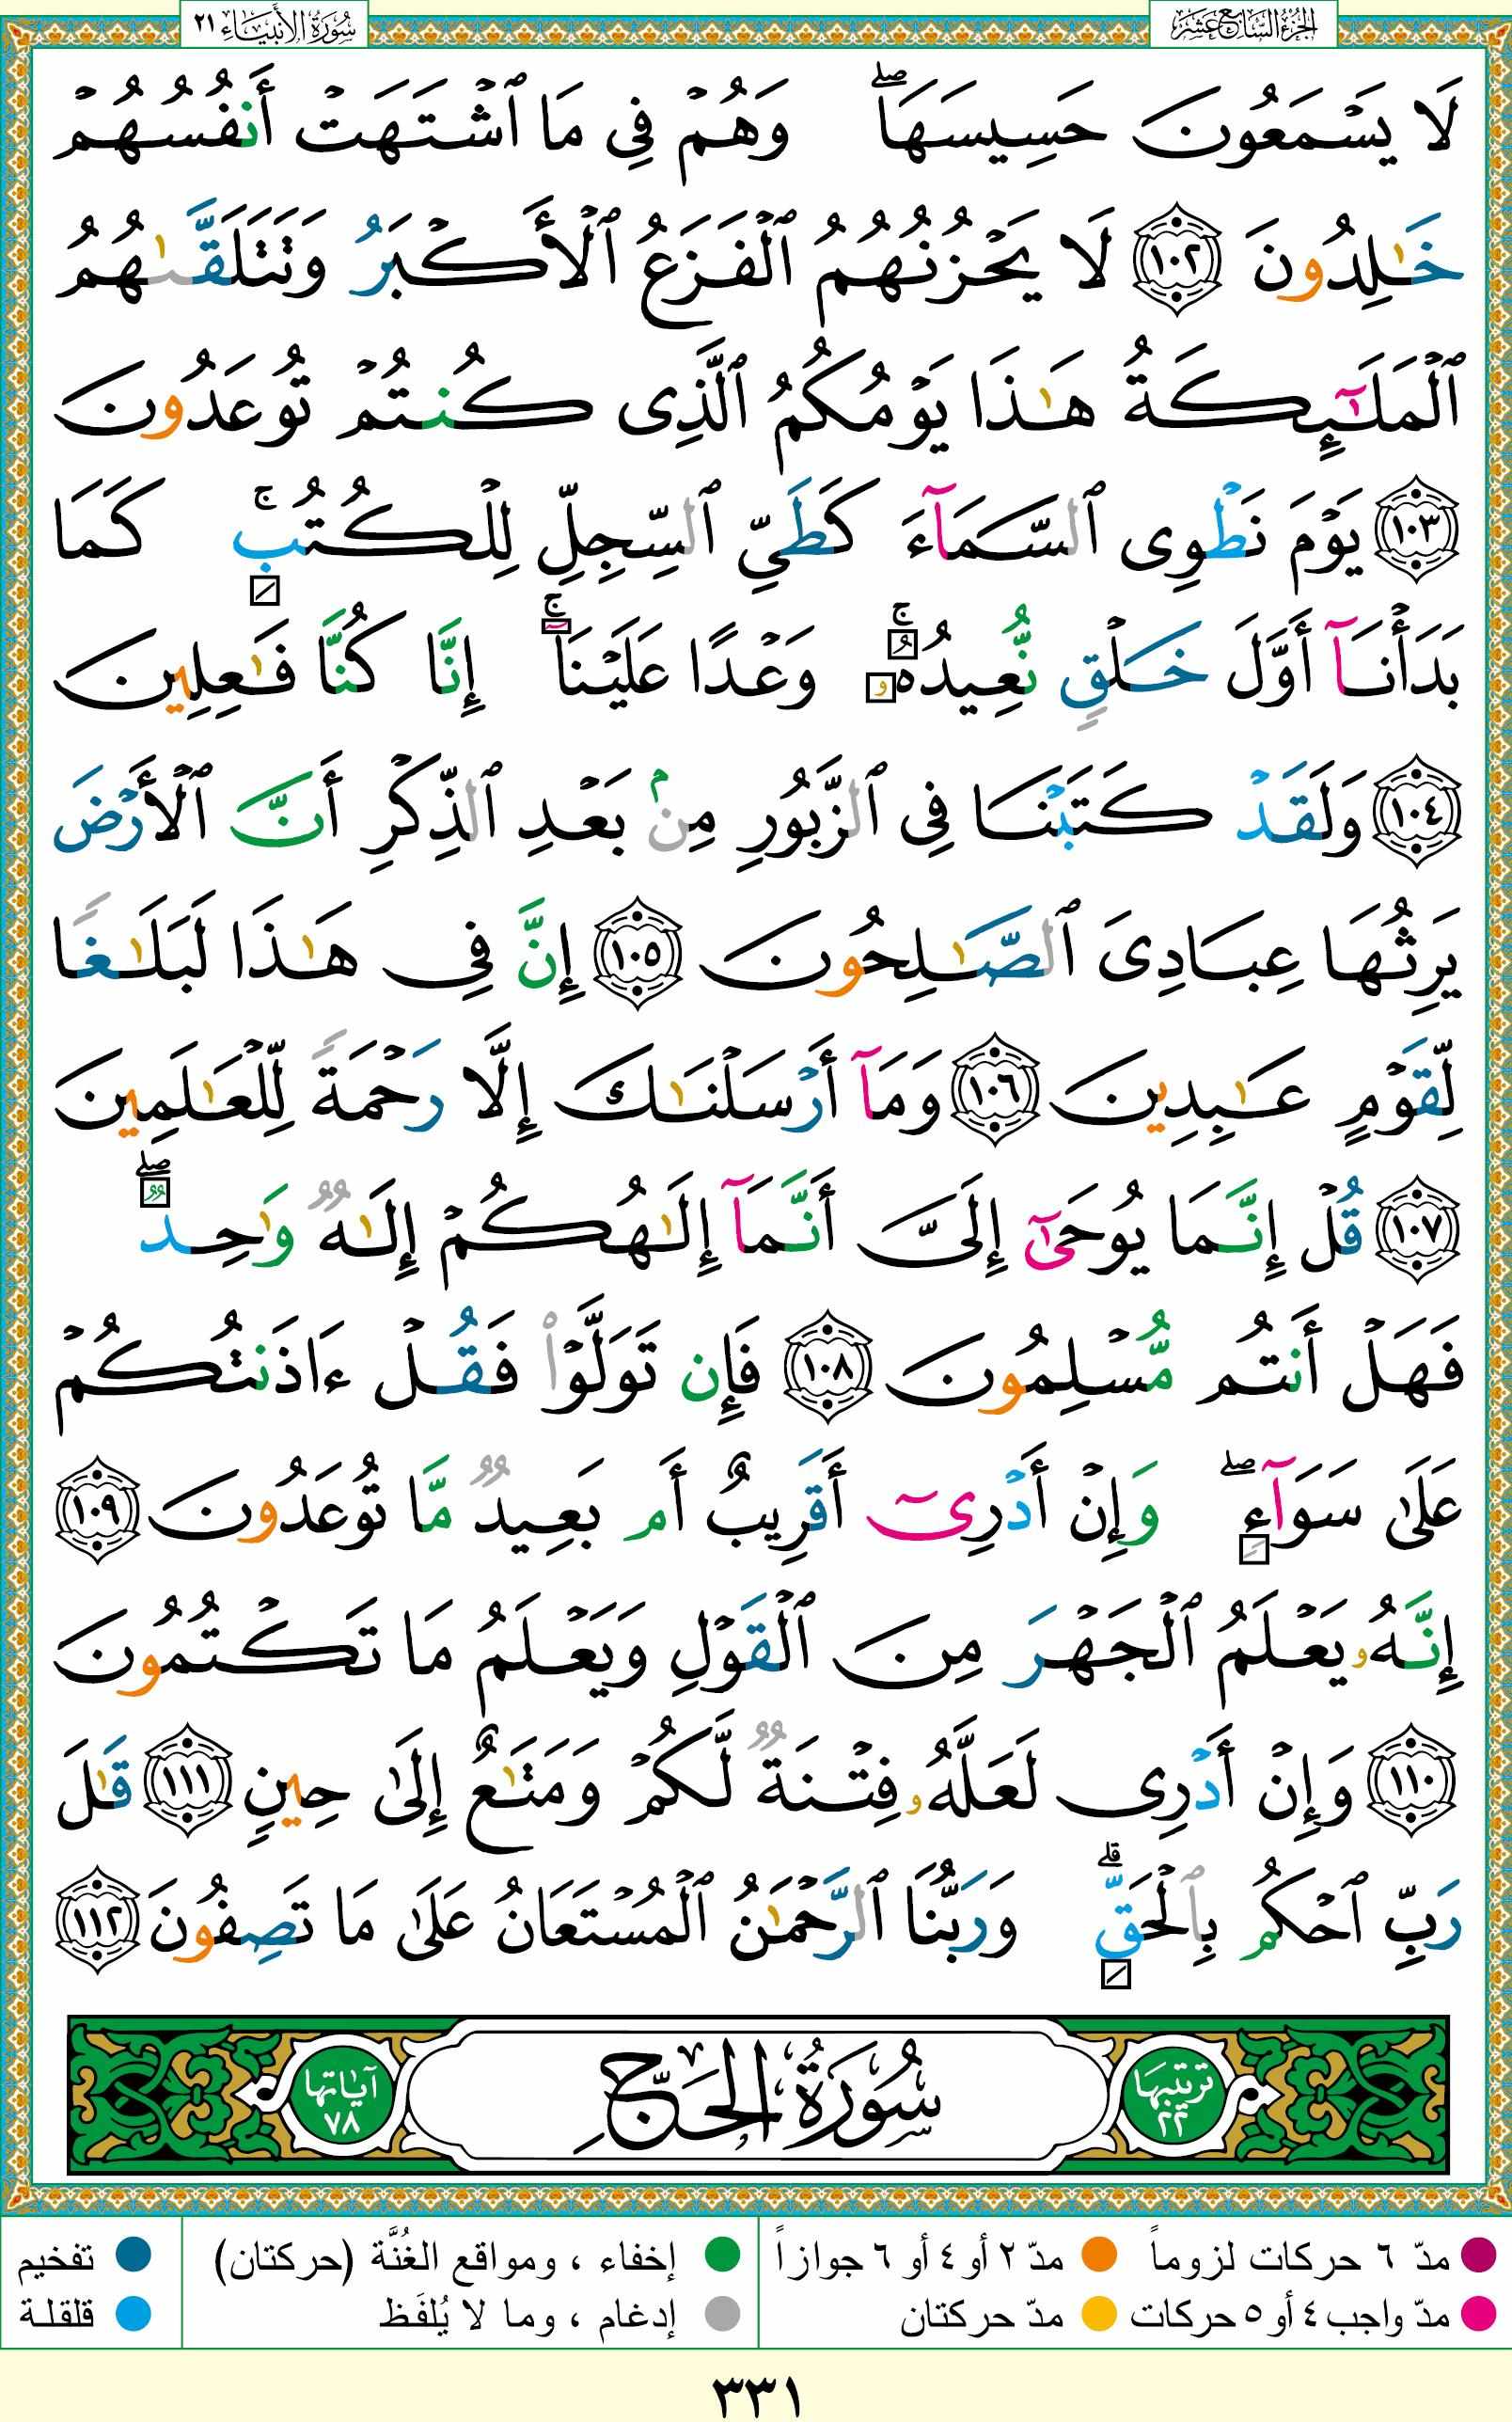 الجزء السابع عشر
سورة الأنبياء ٢١
لَا يَسْمَعُونَ حَسِيسَهَا ۖ وَهُمْ فِى مَا ٱشْتَهَتْ أَنفُسُهُمْ
خَـٰلِدُونَ ١٠٢ لَا يَحْزُنُهُمُ ٱلْفَزَعُ ٱلْأَكْبَرُ وَتَتَلَقَّىٰهُمُ
ٱلْمَلَـٰٓئِكَةُ هَـٰذَا يَوْمُكُمُ ٱلَّذِى كُنتُمْ تُوعَدُونَ
١٠٣ يَوْمَ نَطْوِى ٱلسَّمَآءَ كَطَىِّ ٱلسِّجِلِّ لِلْكُتُبِ ۚ كَمَا
بَدَأْنَآ أَوَّلَ خَلْقٍ نُّعِيدُهُۥ ۚ وَعْدًا عَلَيْنَآ ۚ إِنَّا كُنَّا فَـٰعِلِينَ
١٠٤ وَلَقَدْ كَتَبْنَا فِى ٱلزَّبُورِ مِنۢ بَعْدِ ٱلذِّكْرِ أَنَّ ٱلْأَرْضَ
يَرِثُهَا عِبَادِىَ ٱلصَّـٰلِحُونَ ١٠٥ إِنَّ فِى هَـٰذَا لَبَلَـٰغًا
لِّقَوْمٍ عَـٰبِدِينَ ١٠٦ وَمَآ أَرْسَلْنَـٰكَ إِلَّا رَحْمَةً لِّلْعَـٰلَمِينَ
١٠٧ قُلْ إِنَّمَا يُوحَىٰٓ إِلَىَّ أَنَّمَآ إِلَـٰهُكُمْ إِلَـٰهٌ وَٰحِدٌ ۖ
فَهَلْ أَنتُم مُّسْلِمُونَ ١٠٨ فَإِن تَوَلَّوْا۟ فَقُلْ ءَاذَنتُكُمْ
عَلَىٰ سَوَآءٍ ۖ وَإِنْ أَدْرِىٓ أَقَرِيبٌ أَم بَعِيدٌ مَّا تُوعَدُونَ ١٠٩
إِنَّهُۥ يَعْلَمُ ٱلْجَهْرَ مِنَ ٱلْقَوْلِ وَيَعْلَمُ مَا تَكْتُمُونَ
١١٠ وَإِنْ أَدْرِى لَعَلَّهُۥ فِتْنَةٌ لَّكُمْ وَمَتَـٰعٌ إِلَىٰ حِينٍ ١١١ قَـٰلَ
رَبِّ ٱحْكُم بِٱلْحَقِّ ۗ وَرَبُّنَا ٱلرَّحْمَـٰنُ ٱلْمُسْتَعَانُ عَلَىٰ مَا تَصِفُونَ ١١٢
ترتيبها ٢٢
سُورَةُ الحَجِّ
آياتها ٧٨
مدّ ٦ حركات لزوماً
مدّ ٢ أو ٤ أو ٦ جوازاً
إخفاء ، ومواقع الغُنَّة (حركتان)
تفخيم
مدّ واجب ٤ أو ٥ حركات
مدّ حركتان
إدغام ، وما لا يُلفَظ
قلقلة
٣٣١